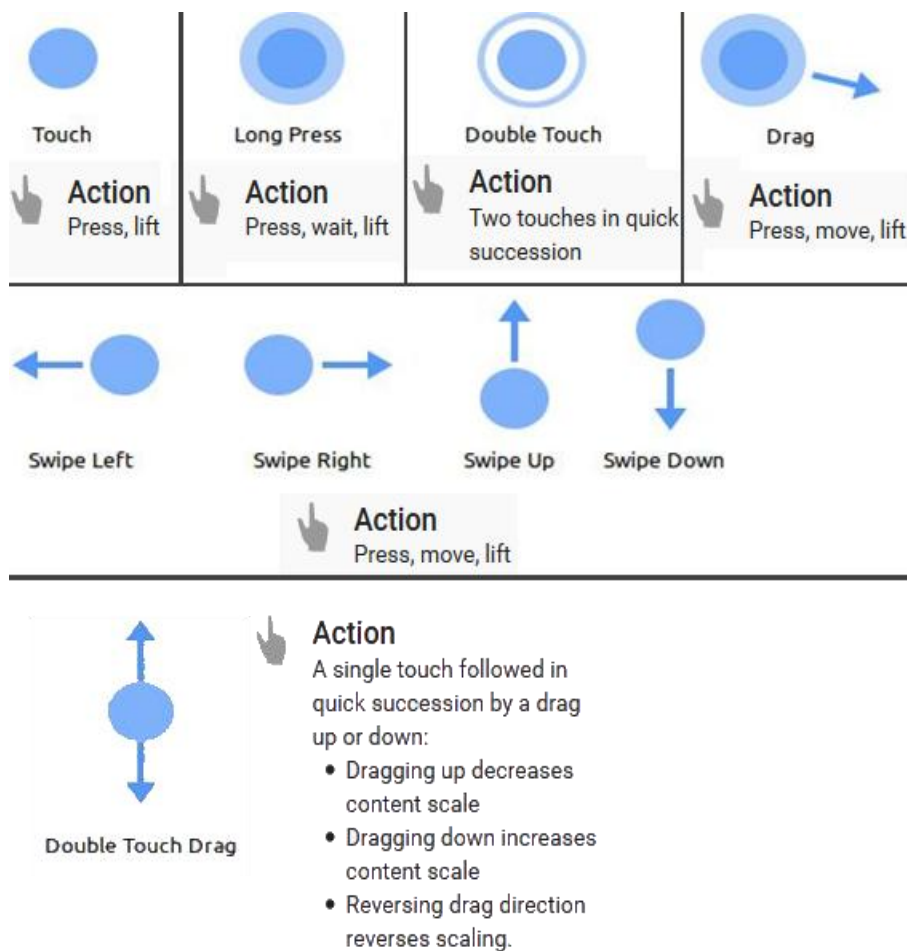 Touch
Long Press
Double Touch
Drag
Action
Press, lift
Action
Press, wait, lift
Action
Two touches in quick
succession
Action
Press, move, lift
Swipe Left
Swipe Right
Swipe Up
Swipe Down
Action
Press, move, lift
Double Touch Drag
Action
A single touch followed in
quick succession by a drag
up or down:
• Dragging up decreases
content scale
• Dragging down increases
content scale
• Reversing drag direction
reverses scaling.